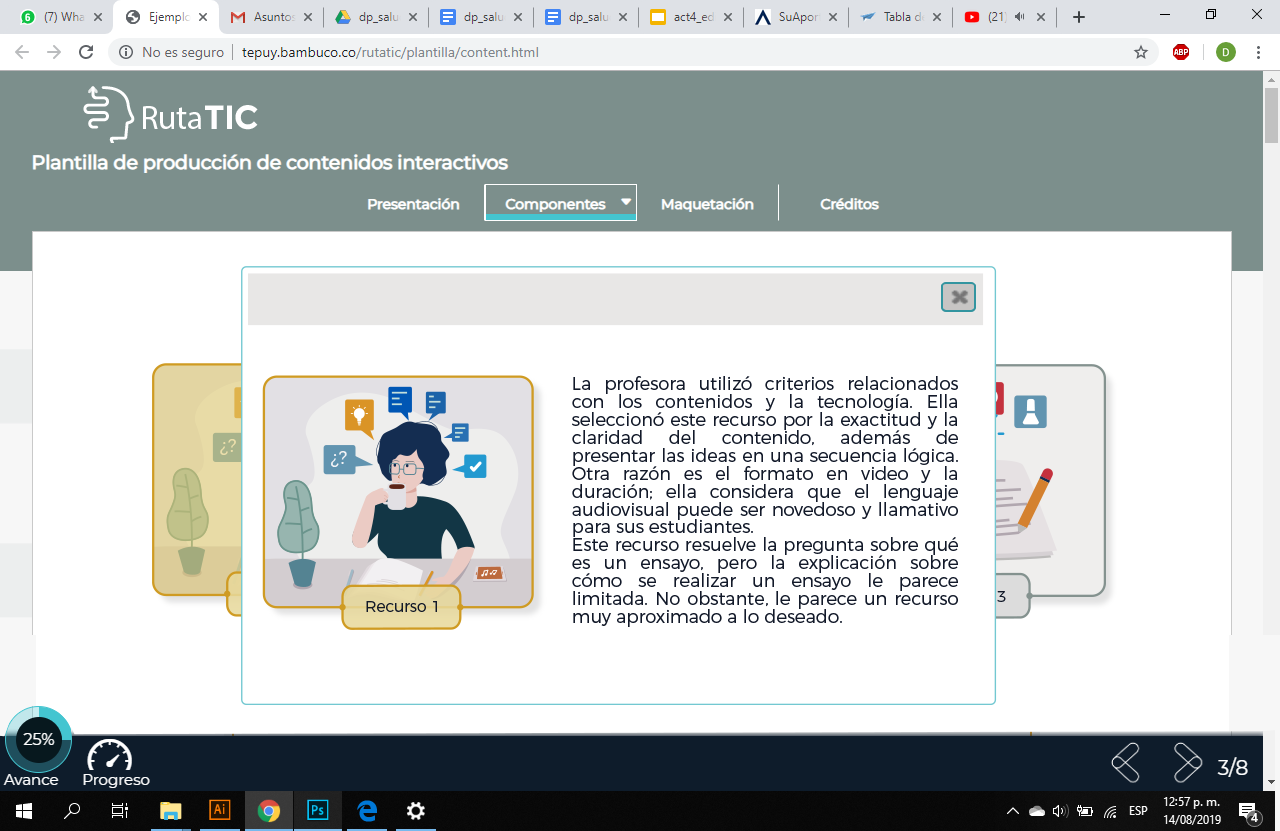 6 (7) Wha
Ejemplo
Asuntos
dp_salu
dp_salu
dp_salu
act4_ed
SuApor
Tabla d
(21)
No es seguro | tepuy.bambuco.co/rutatic/plantilla/content.html
ABP
D
RutaTIC
Plantilla de producción de contenidos interactivos
Presentación
Componentes
Maquetación
Créditos
¿?
¿?
La profesora utilizó criterios relacionados
con los contenidos y la tecnología. Ella
seleccionó este recurso por la exactitud y la
claridad del contenido, además de
presentar las ideas en una secuencia lógica.
Otra razón es el formato en video y la
duración; ella considera que el lenguaje
audiovisual puede ser novedoso y llamativo
para sus estudiantes.
Este recurso resuelve la pregunta sobre qué
es un ensayo, pero la explicación sobre
cómo se realizar un ensayo le parece
limitada. No obstante, le parece un recurso
muy aproximado a lo deseado.
Recurso 1
3
25%
Avance
Progreso
3/8
Ai
Ps
ESP
12:57 p. m.
14/08/2019
4